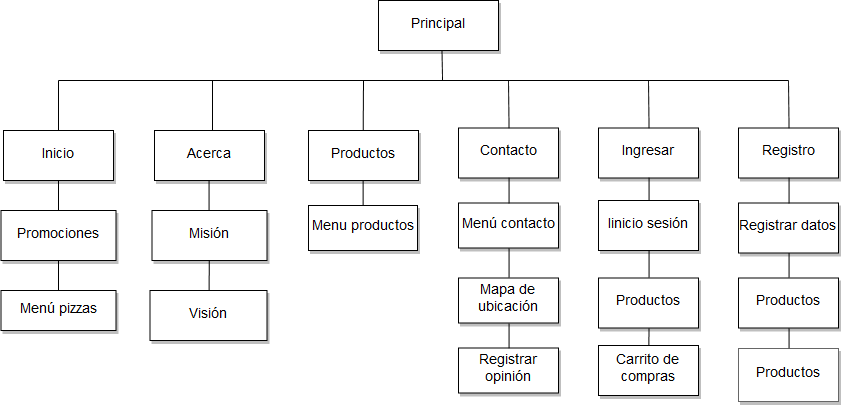 Principal
Inicio
Acerca
Productos
Contacto
Ingresar
Registro
Promociones
Misión
Menu productos
Menú contacto
Iinicio sesión
Registrar datos
Menú pizzas
Visión
Mapa de
ubicación
Productos
Productos
Registrar
opinión
Carrito de
compras
Productos